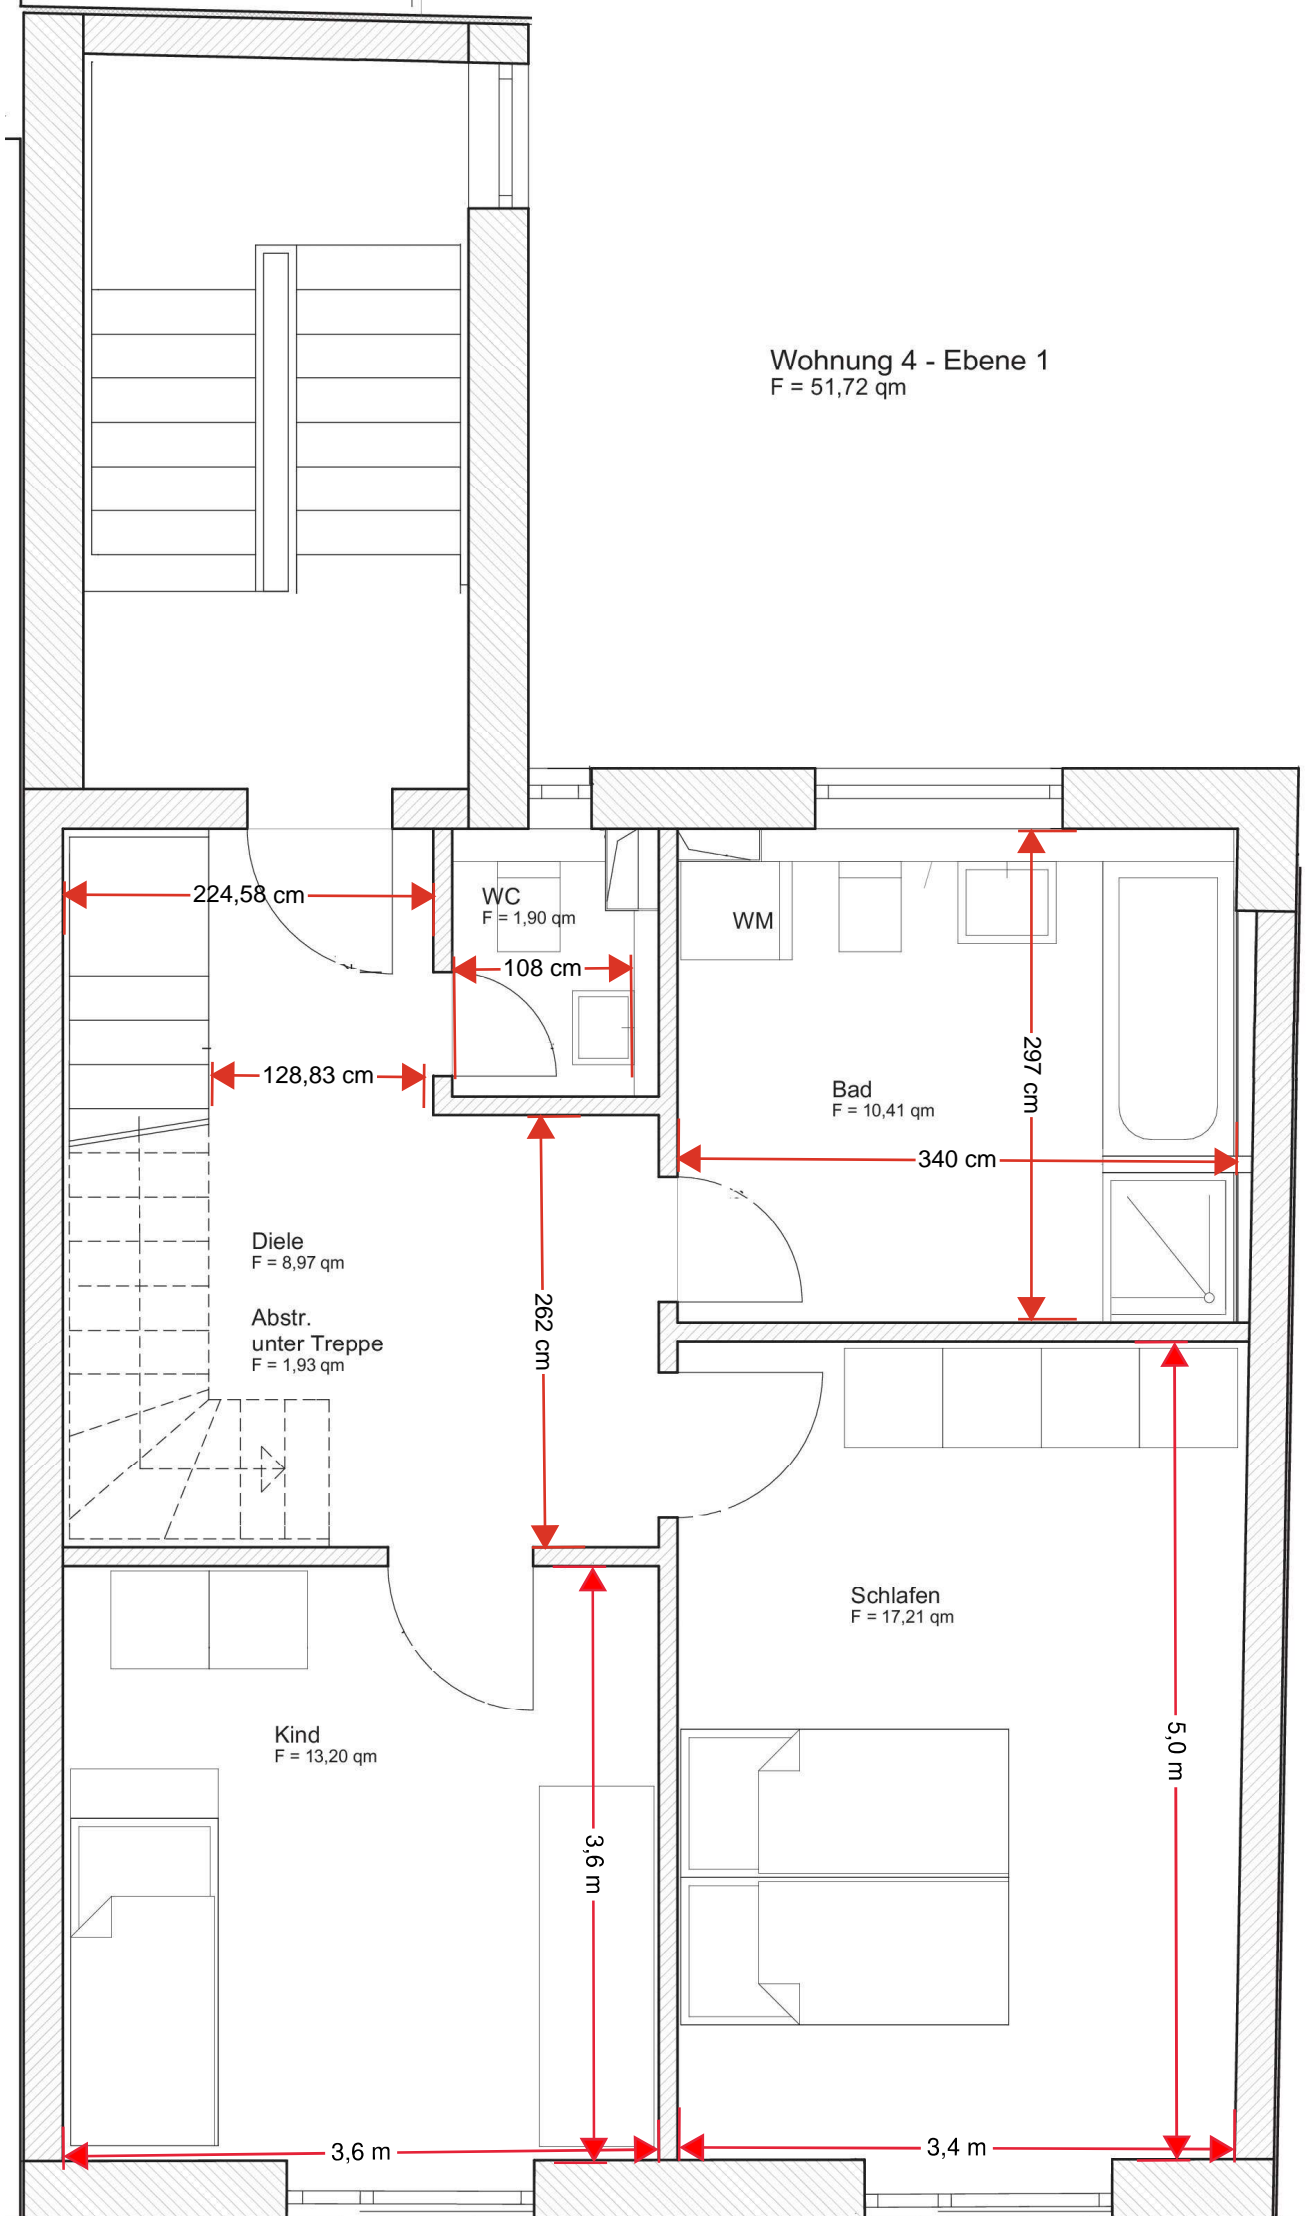 Wohnung 4 - Ebene 1
F = 51,72 qm
224,58 cm
WC
F = 1,90 qm
WM
108 cm
128,83 cm
297 cm
Bad
F = 10,41 qm
340 cm
Diele
F = 8,97 qm
Abstr.
unter Treppe
F = 1,93 qm
262 cm
Schlafen
F = 17,21 qm
Kind
F = 13,20 qm
5,0 m
3,6 m
3,6 m
3,4 m